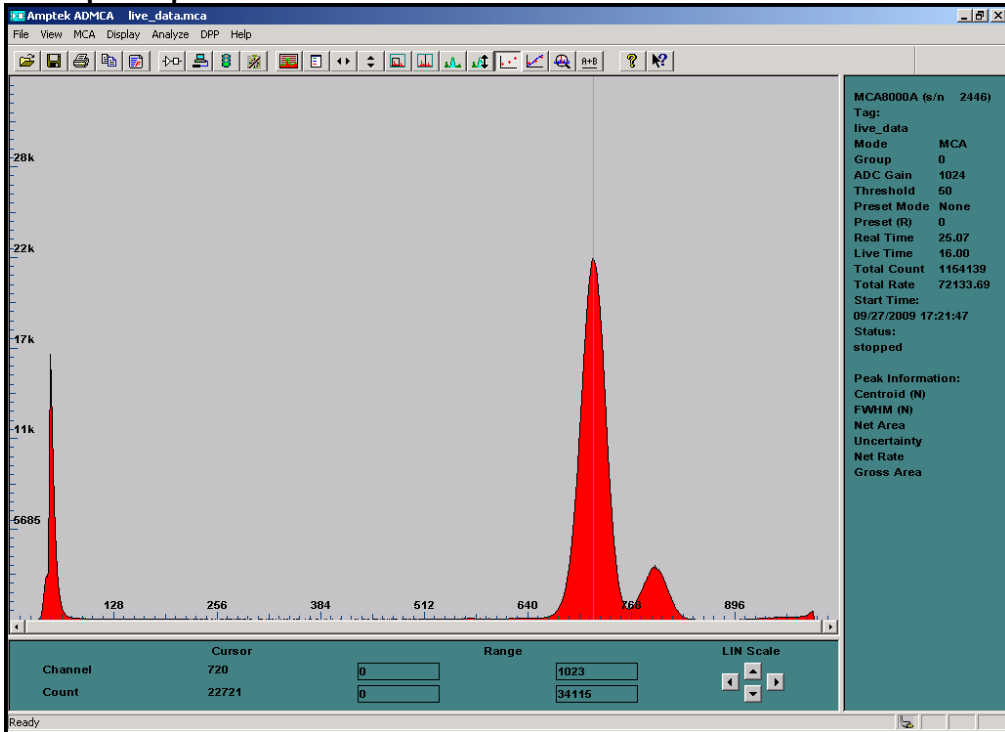 Amptek ADMCA live_data.mca
File View MCA Display Analyze DPP Help
A+B
28k
22k
17k
11k
5685
128 256 384 512 640 768 896
MCA8000A (s/n 2446)
Tag:
live_data
Mode MCA
Group 0
ADC Gain 1024
Threshold 50
Preset Mode None
Preset (R) 0
Real Time 25.07
Live Time 16.00
Total Count 1154139
Total Rate 72133.69
Start Time:
09/27/2009 17:21:47
Status:
stopped
Peak Information:
Centroid (N)
FWHM (N)
Net Area
Uncertainty
Net Rate
Gross Area
Cursor Range LIN Scale
Channel 720 0 1023
Count 22721 0 34115
Ready